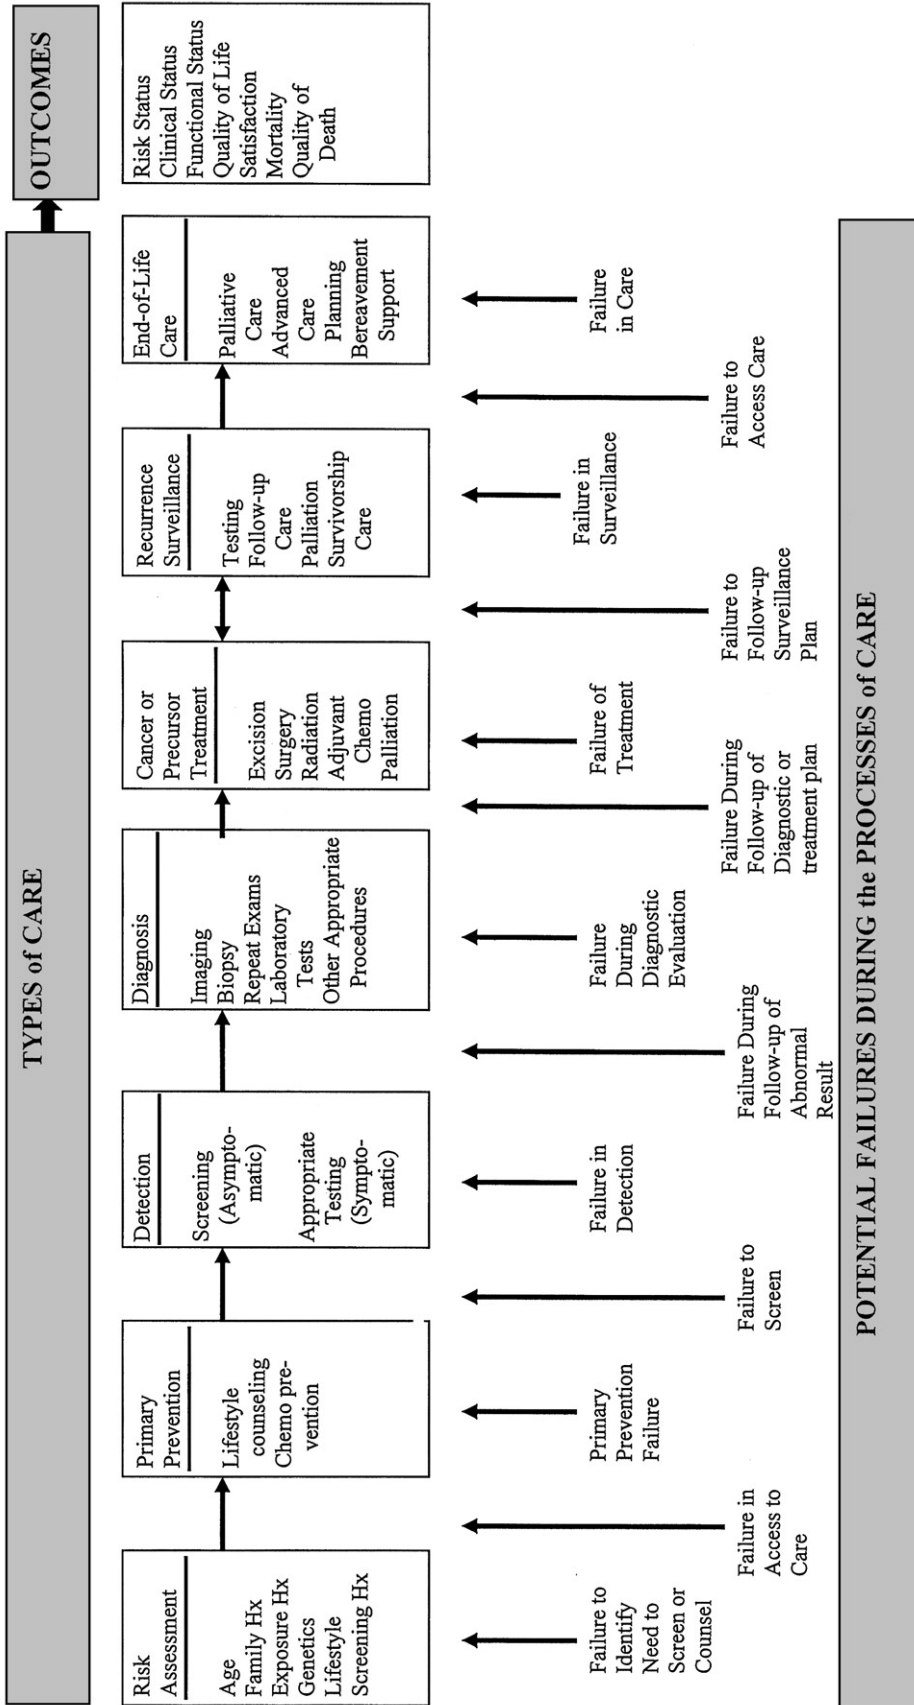 TYPES of CARE
OUTCOMES
Risk
Assessment
Age
Family Hx
Exposure Hx
Genetics
Lifestyle
Screening Hx
Primary
Prevention
Lifestyle
counseling
Chemo pre-
vention
Detection
Screening
(Asympto-
matic)
Appropriate
Testing
(Sympto-
matic)
Diagnosis
Imaging
Biopsy
Repeat Exams
Laboratory
Tests
Other Appropriate
Procedures
Cancer or
Precursor
Treatment
Excision
Surgery
Radiation
Adjuvant
Chemo
Palliation
Recurrence
Surveillance
Testing
Follow-up
Care
Palliation
Survivorship
Care
End-of-Life
Care
Palliative
Care
Advanced
Care
Planning
Bereavement
Support
Risk Status
Clinical Status
Functional Status
Quality of Life
Satisfaction
Mortality
Quality of
Death
Failure to
Identify
Need to
Screen or
Counsel
Failure in
Access to
Care
Primary
Prevention
Failure
Failure to
Screen
Failure in
Detection
Failure During
Follow-up of
Abnormal
Result
Failure
During
Diagnostic
Evaluation
Failure During
Follow-up of
Diagnostic or
treatment plan
Failure of
Treatment
Failure to
Follow-up
Surveillance
Plan
Failure in
Surveillance
Failure to
Access Care
Failure
in Care
POTENTIAL FAILURES DURING the PROCESSES of CARE